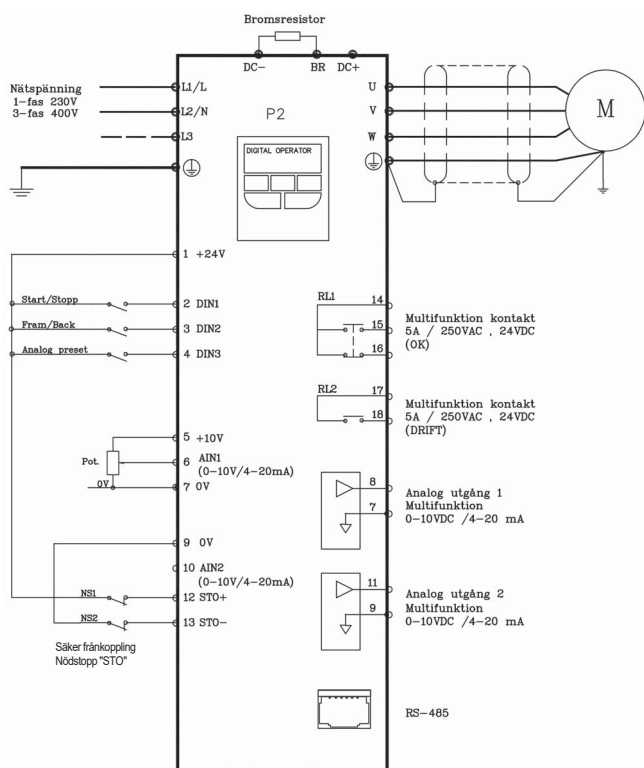 Bromsresistor
DC- BR DC+
Nätspänning
1-fas 230V
3-fas 400V
L1/L
L2/N
L3
P2
DIGITAL OPERATOR
U
V
W
M
1 +24V
Start/Stopp
2 DIN1
Fram/Back
3 DIN2
Analog preset
4 DIN3
5 +10V
Pot.
6 AIN1
(0-10V/4-20mA)
0V
7 0V
9 0V
10 AIN2
(0-10V/4-20mA)
NS1
12 STO+
NS2
13 STO-
Säker frånkoppling
Nödstopp "STO"
RL1
14
15
16
Multifunktion kontakt
5A / 250VAC , 24VDC
(OK)
RL2
17
18
Multifunktion kontakt
5A / 250VAC , 24VDC
(DRIFT)
8
7
Analog utgång 1
Multifunktion
0-10VDC /4-20 mA
11
9
Analog utgång 2
Multifunktion
0-10VDC /4-20 mA
RS-485